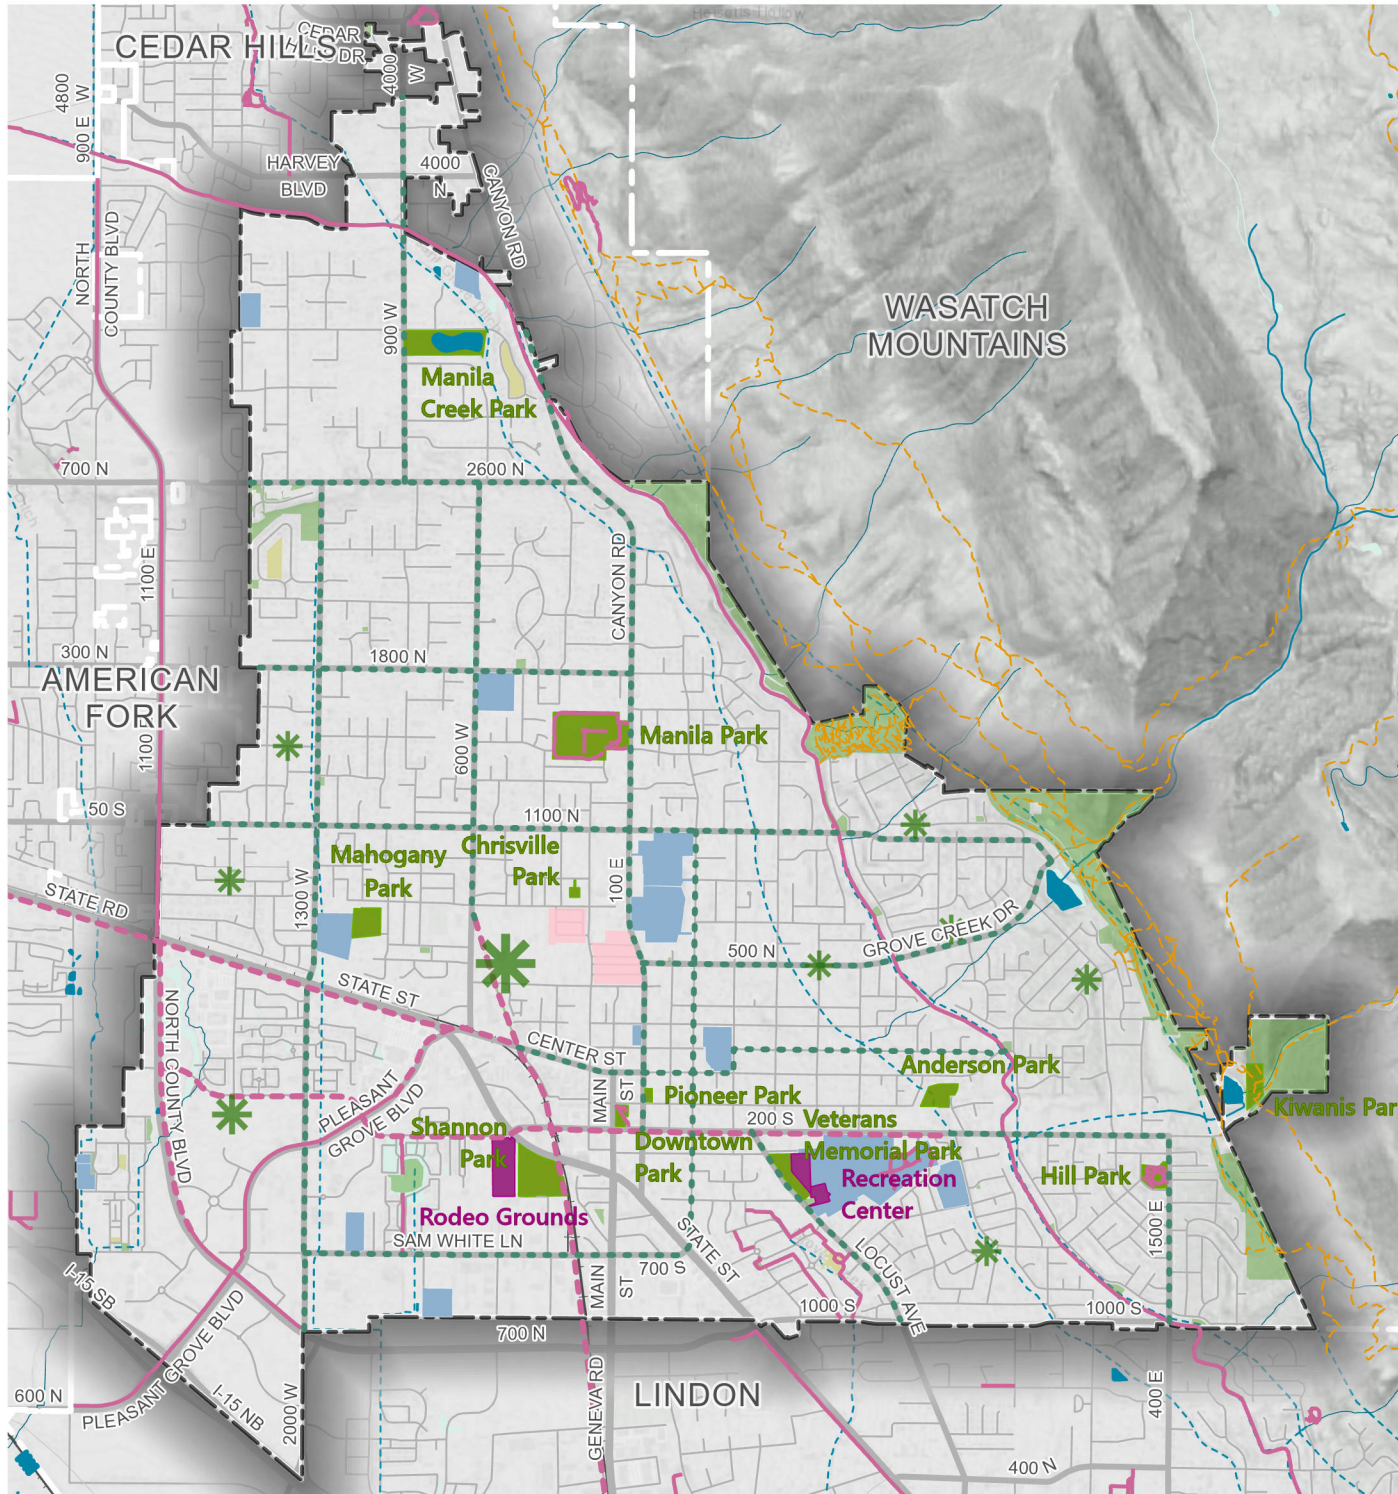 Heisetts Hollow
CEDAR HILLS
CEDAR
HILLS DR
4000
W
4800
W
900 E
HARVEY
BLVD
4000
N
CANYON RD
NORTH
COUNTY BLVD
WASATCH
MOUNTAINS
900 W
Manila
Creek Park
700 N
2600 N
1100 E
CANYON RD
300 N
1800 N
AMERICAN
FORK
1100 E
600 W
Manila Park
50 S
1100 N
Mahogany
Park
Chrisville
Park
100 E
1300 W
STATE RD
GROVE CREEK DR
500 N
STATE ST
NORTH COUNTY BLVD
CENTER ST
Anderson Park
MAIN
ST
Pioneer Park
PLEASANT
GROVE BLVD
200 S
Veterans
Memorial Park
Kiwanis Par
Shannon
Park
Downtown
Park
Recreation
Center
Hill Park
Rodeo Grounds
SAM WHITE LN
1500 E
STATE ST
LOCUST AVE
700 S
MAIN
ST
I-15 SB
1000 S
1000 S
700 N
PLEASANT GROVE BLVD
600 N
I-15 NB
2000 W
GENEVA RD
LINDON
400 E
400 N